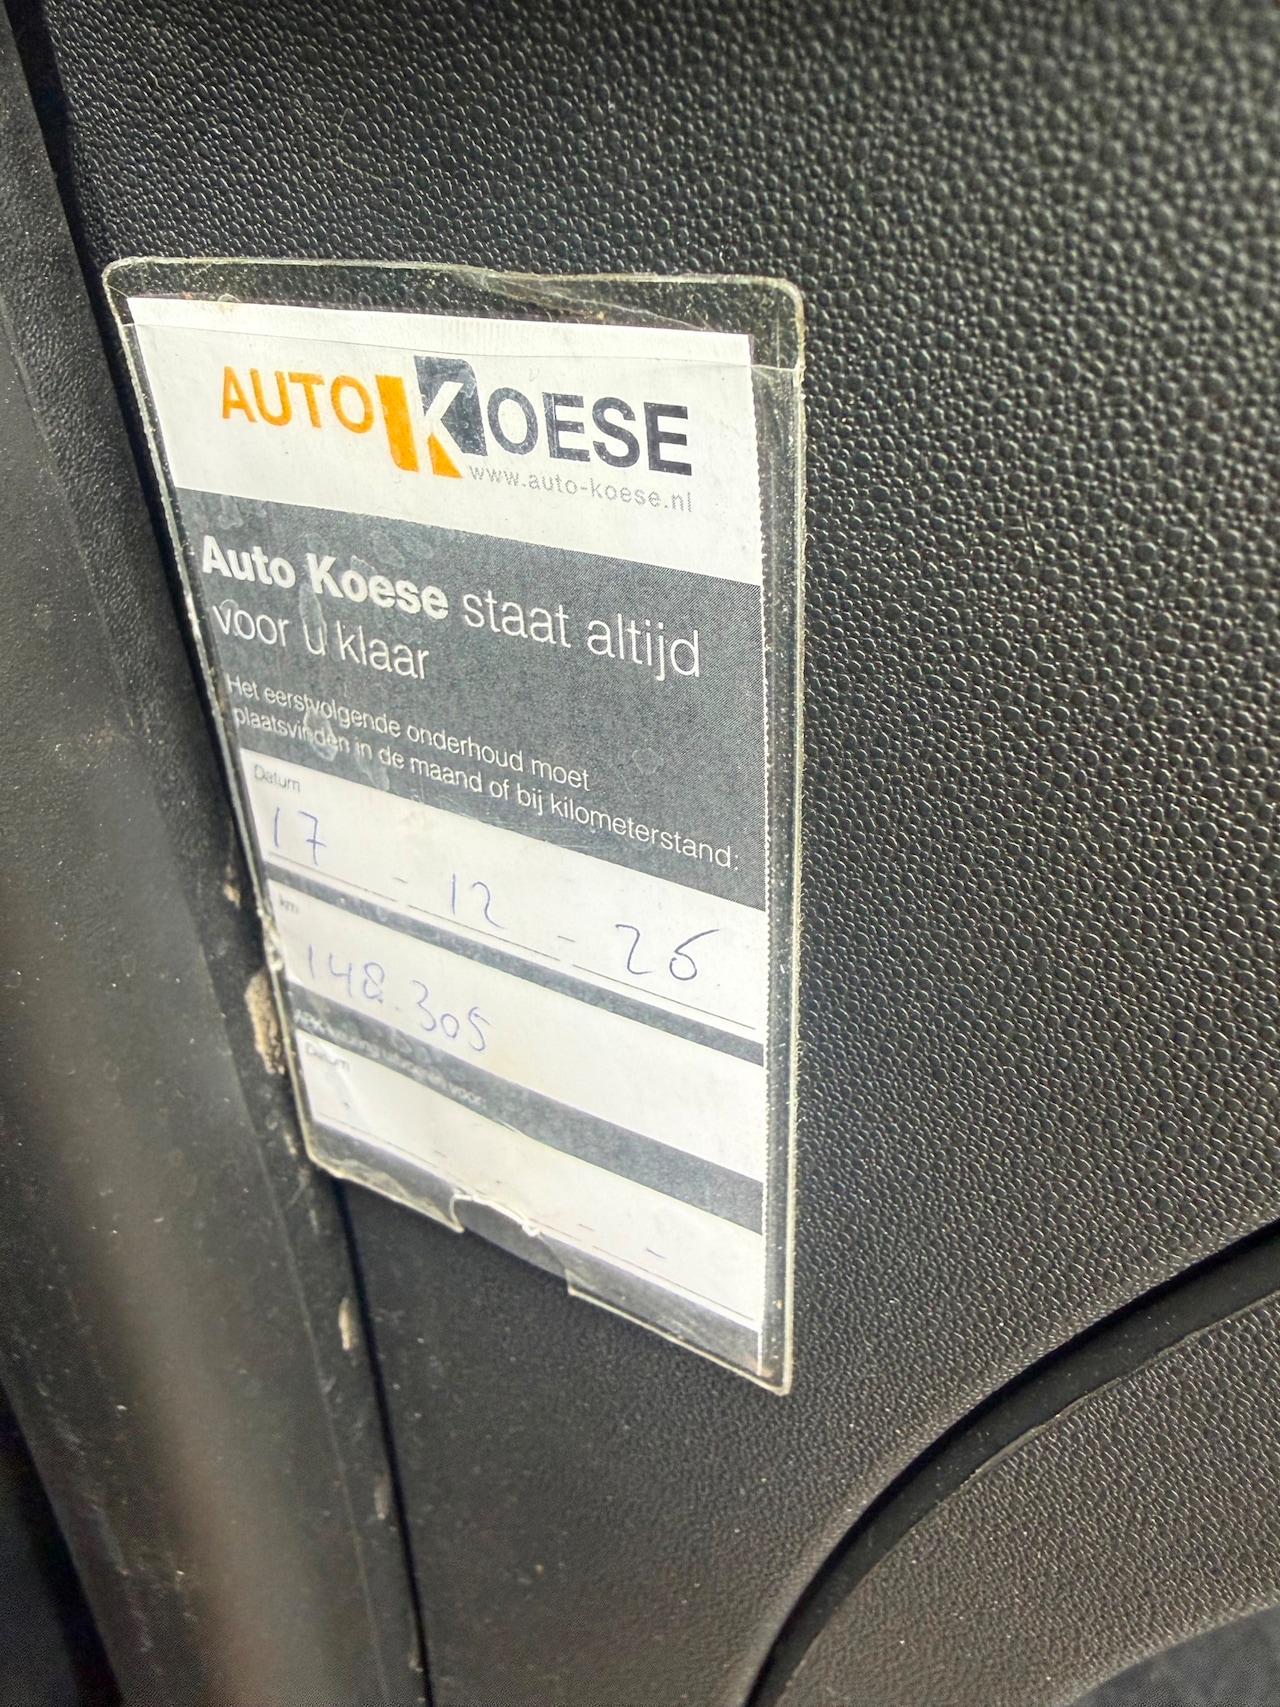 AUTO KOESE
www.auto-koese.nl
Auto Koese staat altijd
voor u klaar
Het eerstvolgende onderhoud moet
plaatsvinden in de maand of bij kilometerstand:
Datum
17 - 12 - 26
km
148.305
Datum
- -